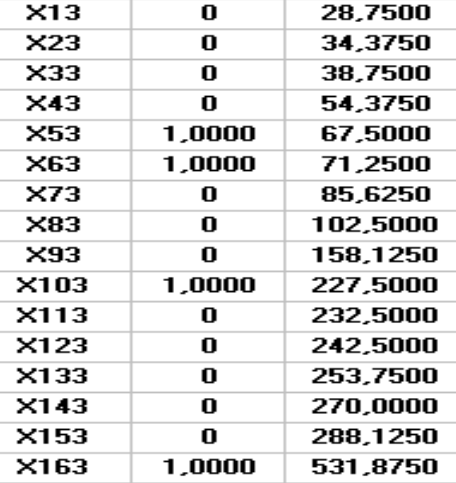 X13 0 28,7500
X23 0 34,3750
X33 0 38,7500
X43 0 54,3750
X53 1,0000 67,5000
X63 1,0000 71,2500
X73 0 85,6250
X83 0 102,5000
X93 0 158,1250
X103 1,0000 227,5000
X113 0 232,5000
X123 0 242,5000
X133 0 253,7500
X143 0 270,0000
X153 0 288,1250
X163 1,0000 531,8750